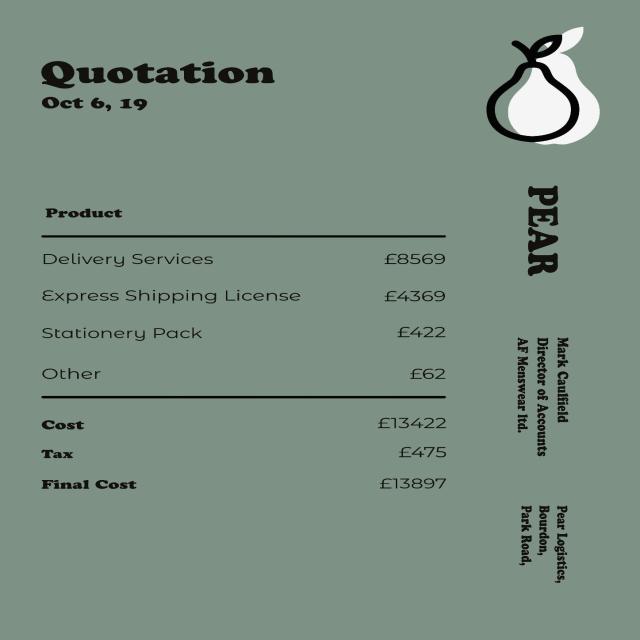 Quotation
Oct 6, 19
Product
Delivery Services £8569
Express Shipping License £4369
Stationery Pack £422
Other £62
Cost £13422
Tax £475
Final Cost £13897
PEAR
Mark Caulfield
Director of Accounts
AF Menswear ltd.
Pear Logistics,
Bourdon,
Park Road,